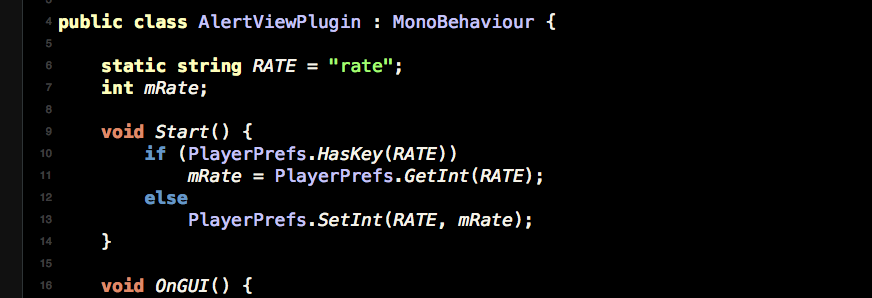 4 public class AlertViewPlugin : MonoBehaviour {
5
6 static string RATE = "rate";
7 int mRate;
8
9 void Start() {
10 if (PlayerPrefs.HasKey(RATE))
11 mRate = PlayerPrefs.GetInt(RATE);
12 else
13 PlayerPrefs.SetInt(RATE, mRate);
14 }
15
16 void OnGUI() {